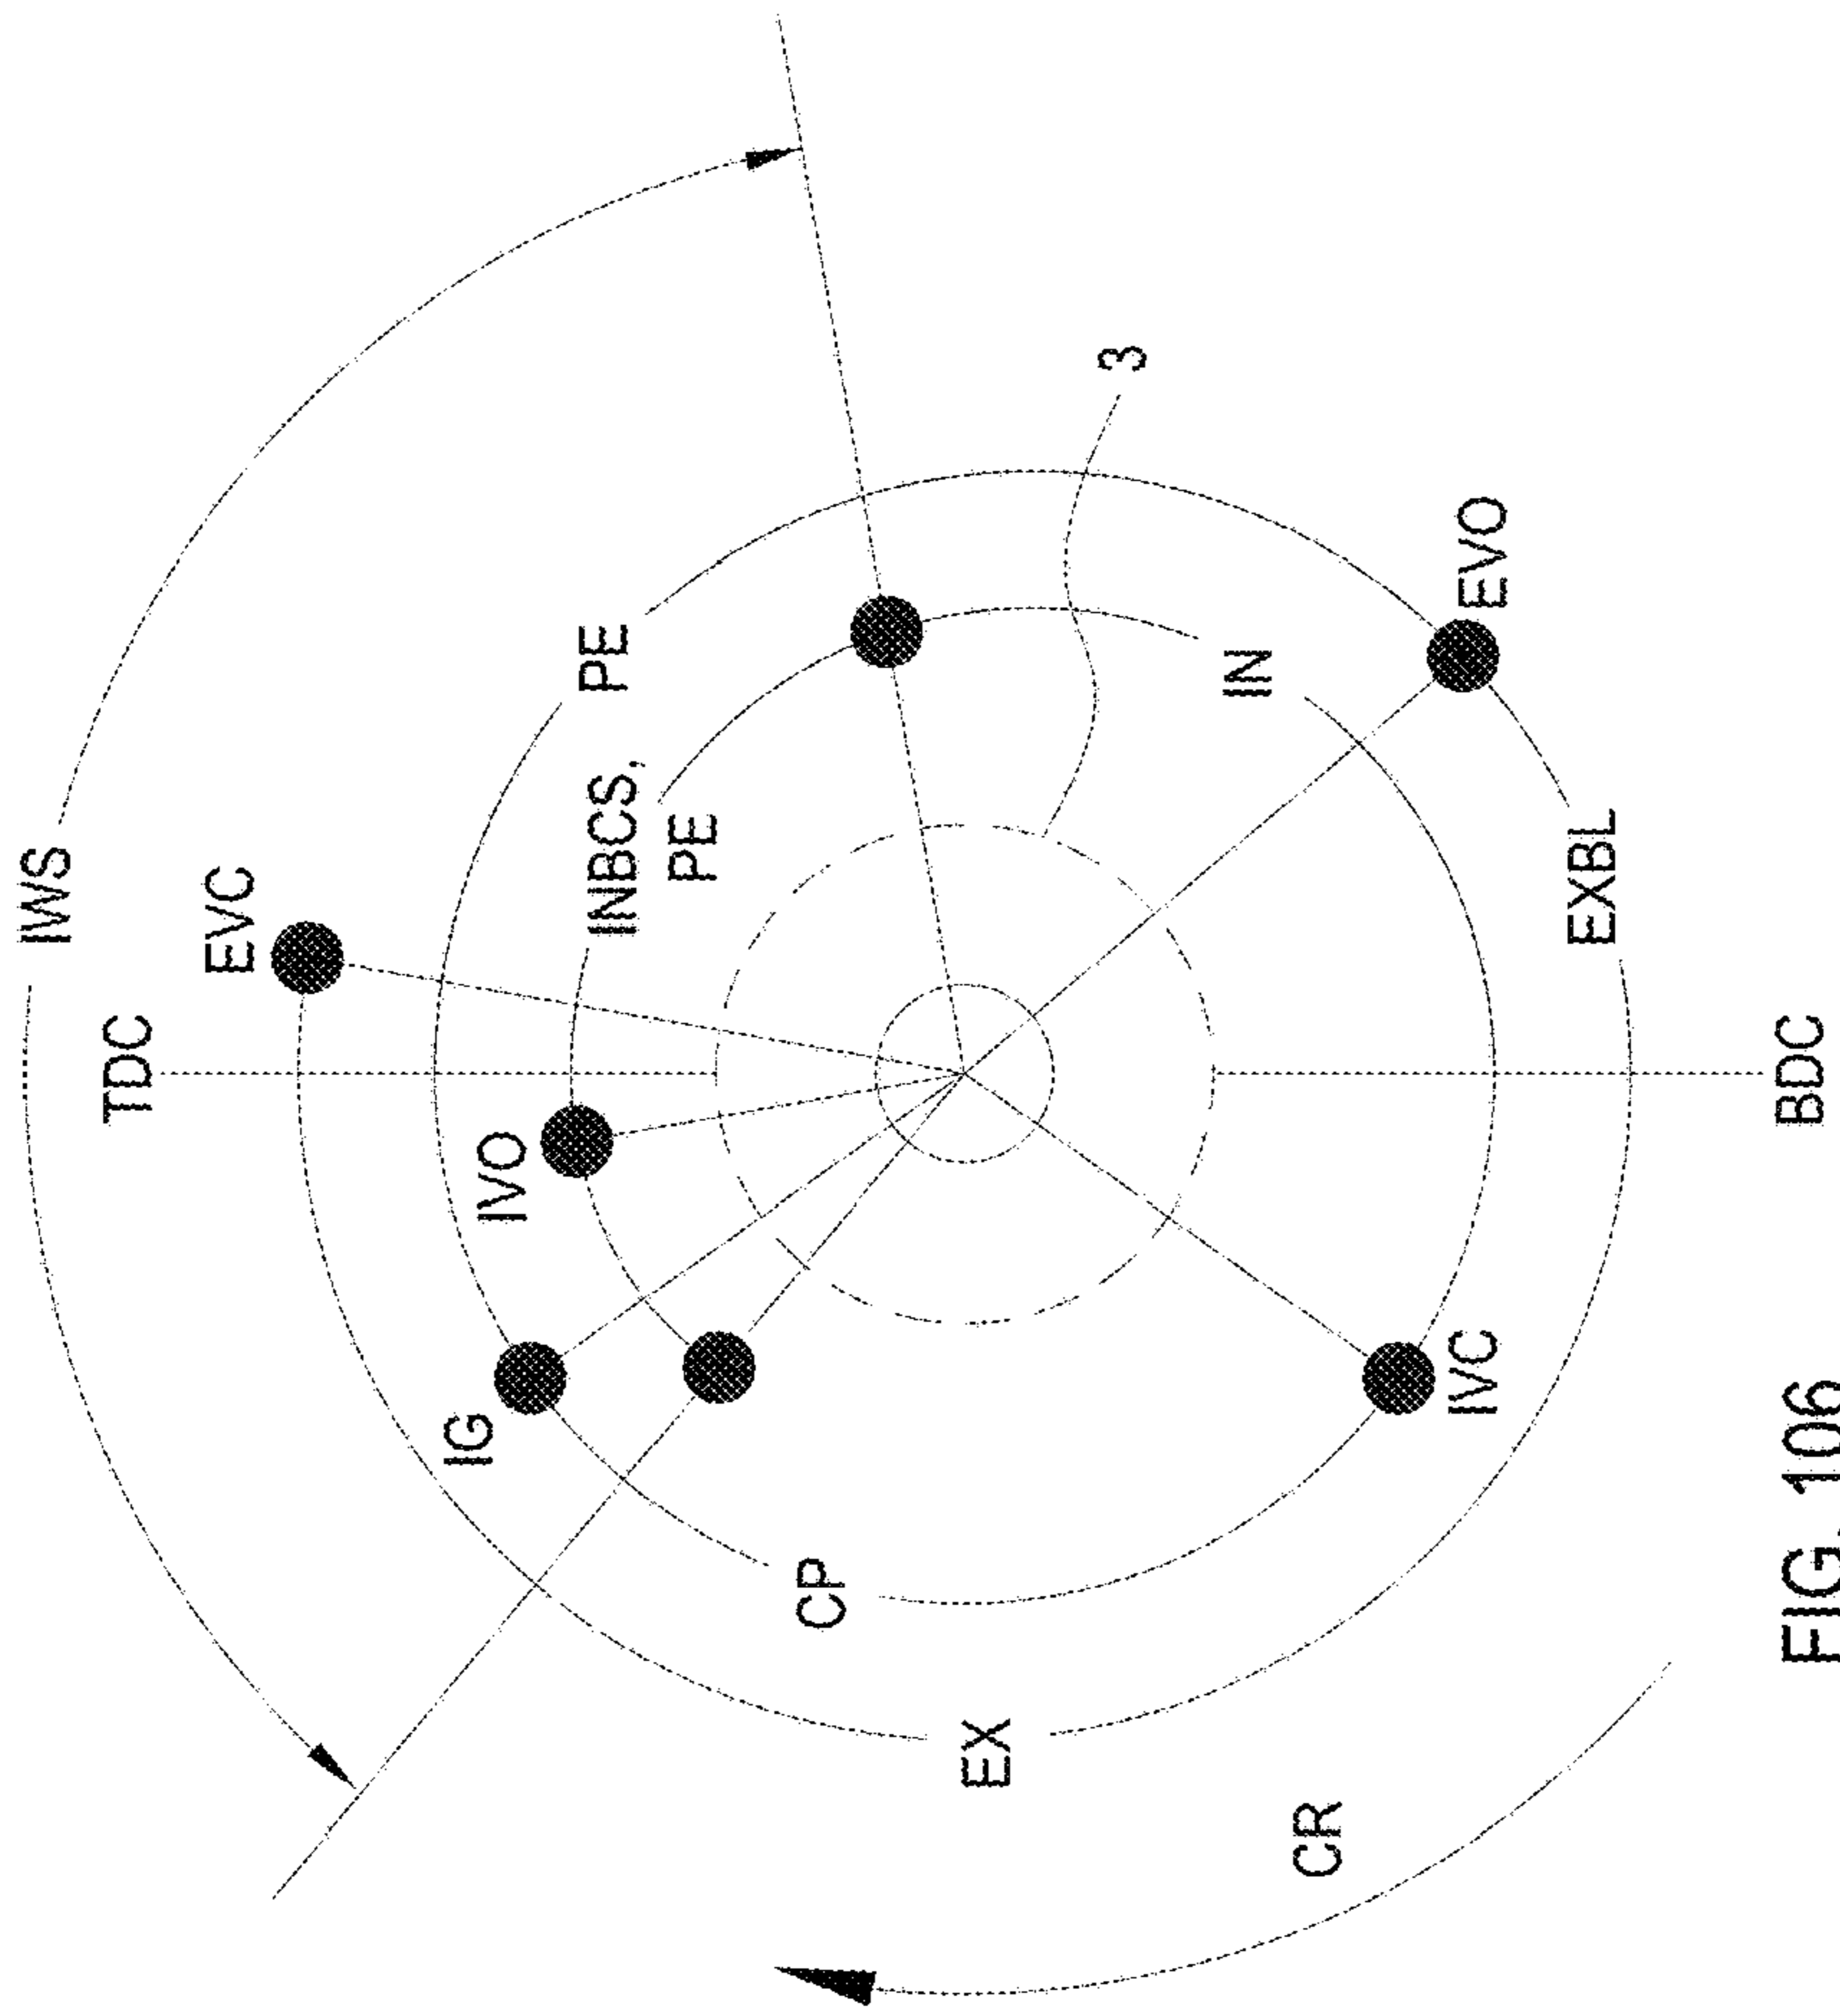 IWS
TDC
EVC
IVO
INBCS,
PE
PE
IG
3
IN
EVO
CP
IVC
EXBL
EX
CR
BDC
FIG. 106